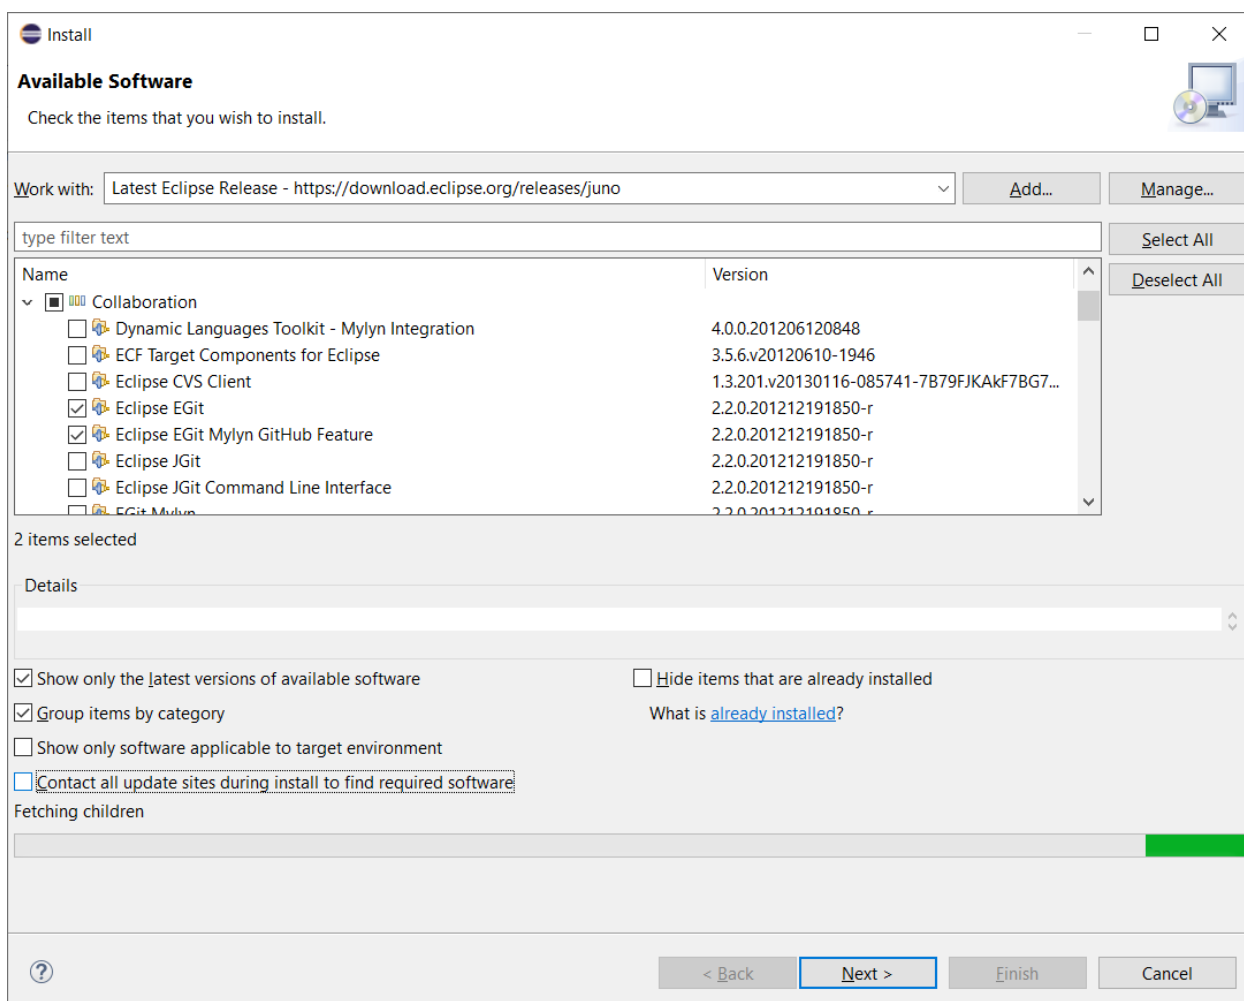 Install
Available Software
Check the items that you wish to install.
Work with: Latest Eclipse Release - https://download.eclipse.org/releases/juno Add... Manage...
type filter text Select All
Name Version Deselect All
Collaboration
Dynamic Languages Toolkit - Mylyn Integration 4.0.0.201206120848
ECF Target Components for Eclipse 3.5.6.v20120610-1946
Eclipse CVS Client 1.3.201.v20130116-085741-7B79FJKAkF7BG7...
Eclipse EGit 2.2.0.201212191850-r
Eclipse EGit Mylyn GitHub Feature 2.2.0.201212191850-r
Eclipse JGit 2.2.0.201212191850-r
Eclipse JGit Command Line Interface 2.2.0.201212191850-r
EGit Mylyn 2.2.0.201212191850-r
2 items selected
Details
Show only the latest versions of available software Hide items that are already installed
Group items by category What is already installed?
Show only software applicable to target environment
Contact all update sites during install to find required software
Fetching children
? < Back Next > Finish Cancel